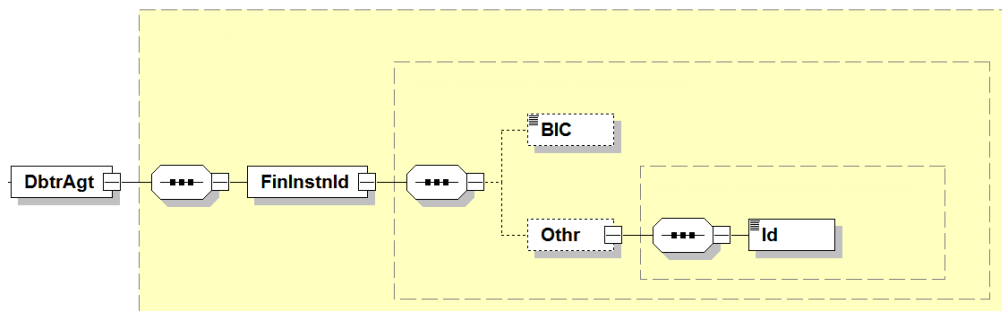 BIC
DbtrAgt
FinInstnId
Othr
Id